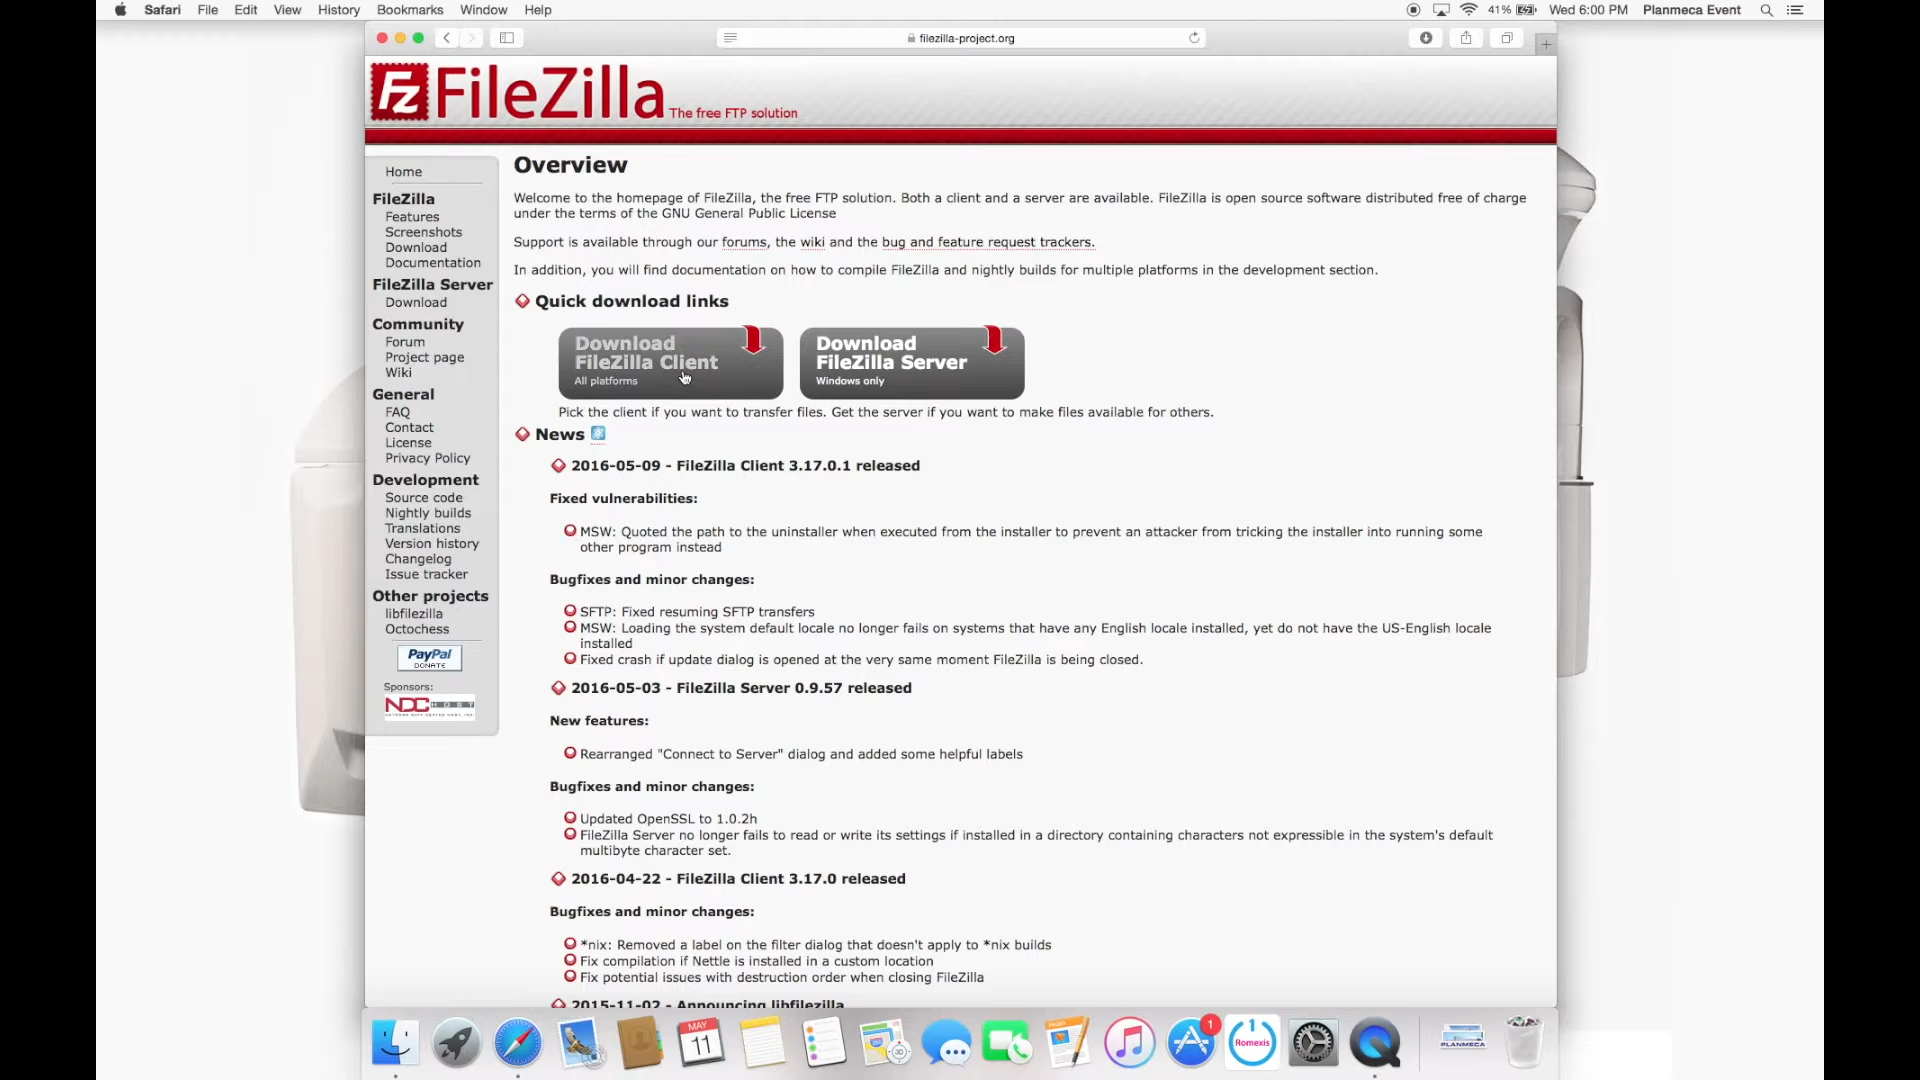 Safari File Edit View History Bookmarks Window Help
41% Wed 6:00 PM Planmeca Event
filezilla-project.org
Fz FileZilla The free FTP solution
Home
FileZilla
Features
Screenshots
Download
Documentation
FileZilla Server
Download
Community
Forum
Project page
Wiki
General
FAQ
Contact
License
Privacy Policy
Development
Source code
Nightly builds
Translations
Version history
Changelog
Issue tracker
Other projects
libfilezilla
Octochess
PayPal
DONATE
Sponsors:
NDC HOST
Overview
Welcome to the homepage of FileZilla, the free FTP solution. Both a client and a server are available. FileZilla is open source software distributed free of charge
under the terms of the GNU General Public License
Support is available through our forums, the wiki and the bug and feature request trackers.
In addition, you will find documentation on how to compile FileZilla and nightly builds for multiple platforms in the development section.
Quick download links
Download
FileZilla Client
All platforms
Download
FileZilla Server
Windows only
Pick the client if you want to transfer files. Get the server if you want to make files available for others.
News
2016-05-09 - FileZilla Client 3.17.0.1 released
Fixed vulnerabilities:
MSW: Quoted the path to the uninstaller when executed from the installer to prevent an attacker from tricking the installer into running some
other program instead
Bugfixes and minor changes:
SFTP: Fixed resuming SFTP transfers
MSW: Loading the system default locale no longer fails on systems that have any English locale installed, yet do not have the US-English locale
installed
Fixed crash if update dialog is opened at the very same moment FileZilla is being closed.
2016-05-03 - FileZilla Server 0.9.57 released
New features:
Rearranged "Connect to Server" dialog and added some helpful labels
Bugfixes and minor changes:
Updated OpenSSL to 1.0.2h
FileZilla Server no longer fails to read or write its settings if installed in a directory containing characters not expressible in the system's default
multibyte character set.
2016-04-22 - FileZilla Client 3.17.0 released
Bugfixes and minor changes:
*nix: Removed a label on the filter dialog that doesn't apply to *nix builds
Fix compilation if Nettle is installed in a custom location
Fix potential issues with destruction order when closing FileZilla
2015-11-02 - Announcing libfilezilla
MAY
11
1
Romexis
PLANMECA